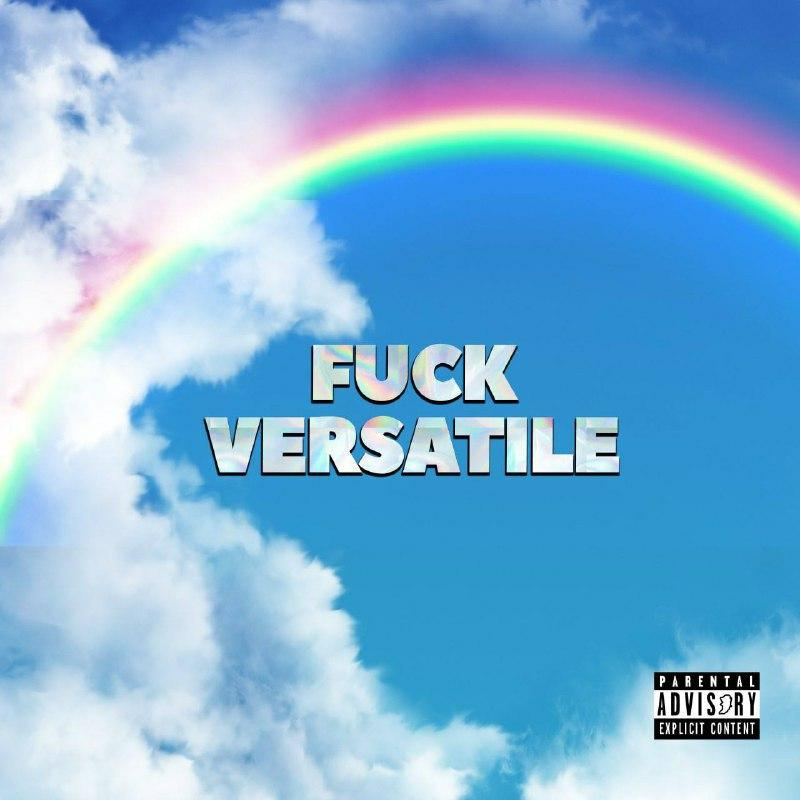 FUCK
VERSATILE
PARENTAL
ADVISORY
EXPLICIT CONTENT